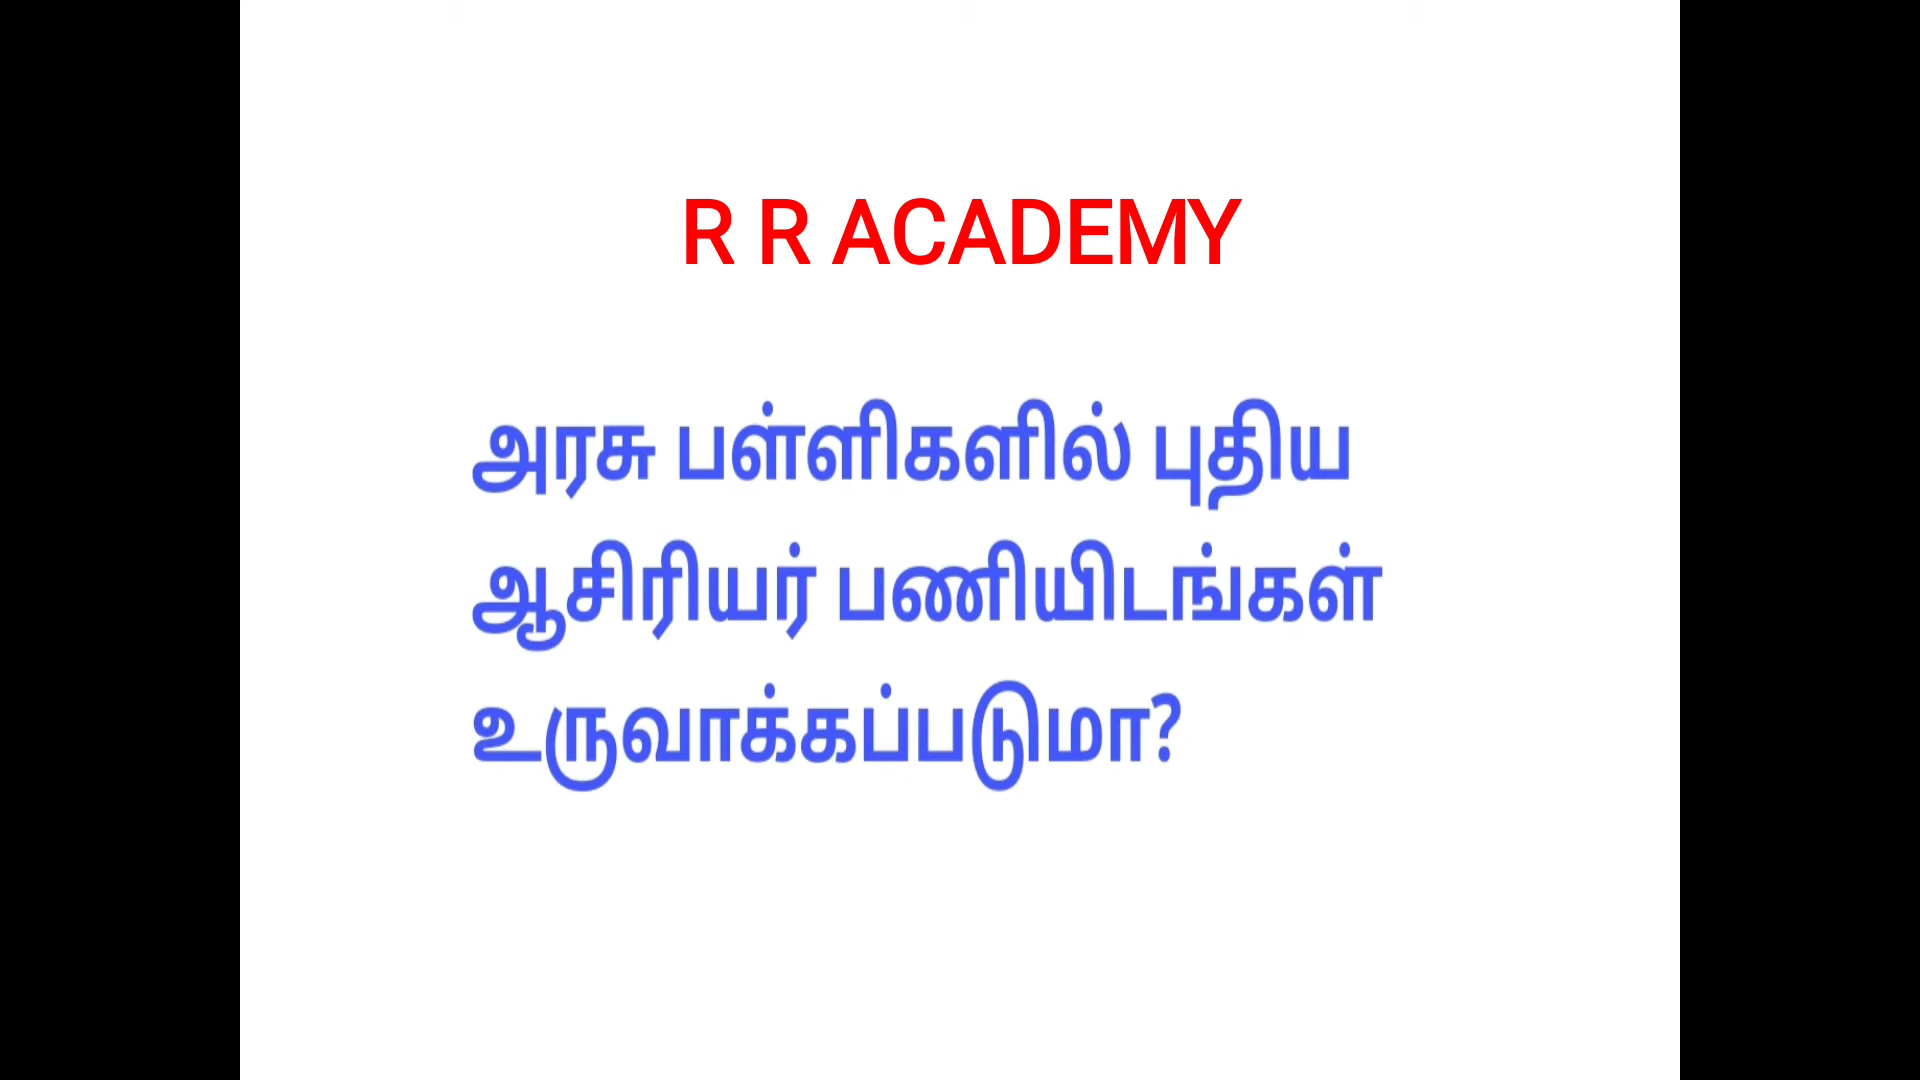 R R ACADEMY
அரசு பள்ளிகளில் புதிய
ஆசிரியர் பணியிடங்கள்
உருவாக்கப்படுமா?